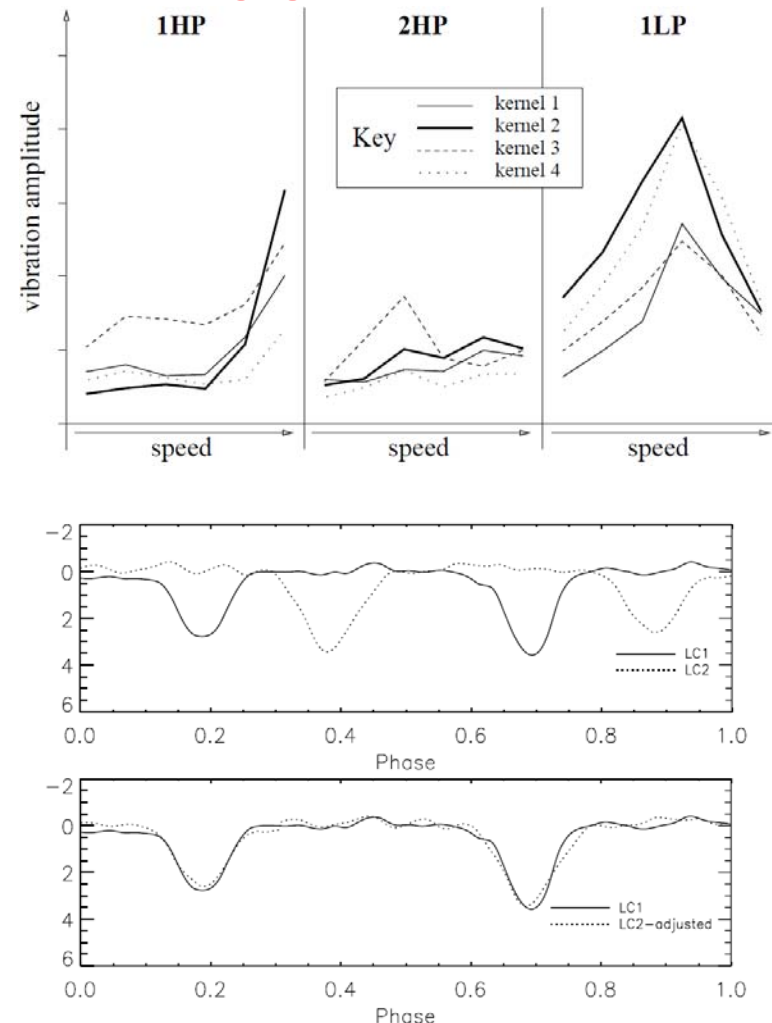 1HP 2HP 1LP
vibration amplitude
Key
kernel 1
kernel 2
kernel 3
kernel 4
speed speed speed
-2
0
2
4
6
LC1
LC2
0.0 0.2 0.4 0.6 0.8 1.0
Phase
-2
0
2
4
6
LC1
LC2-adjusted
0.0 0.2 0.4 0.6 0.8 1.0
Phase